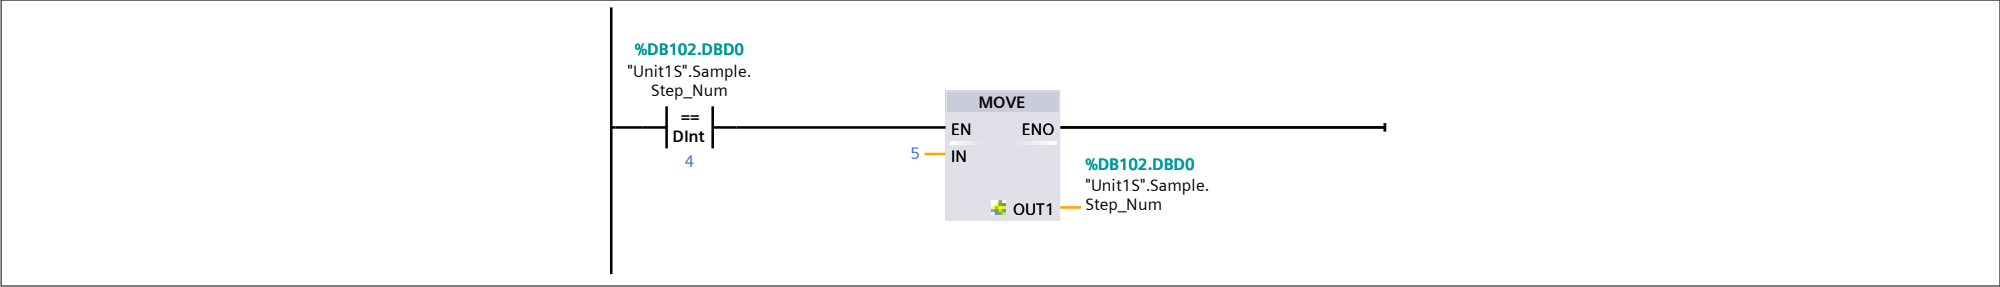 %DB102.DBD0
"Unit1S".Sample.
Step_Num
==
DInt
4
MOVE
EN ENO
5 IN
%DB102.DBD0
"Unit1S".Sample.
OUT1 Step_Num